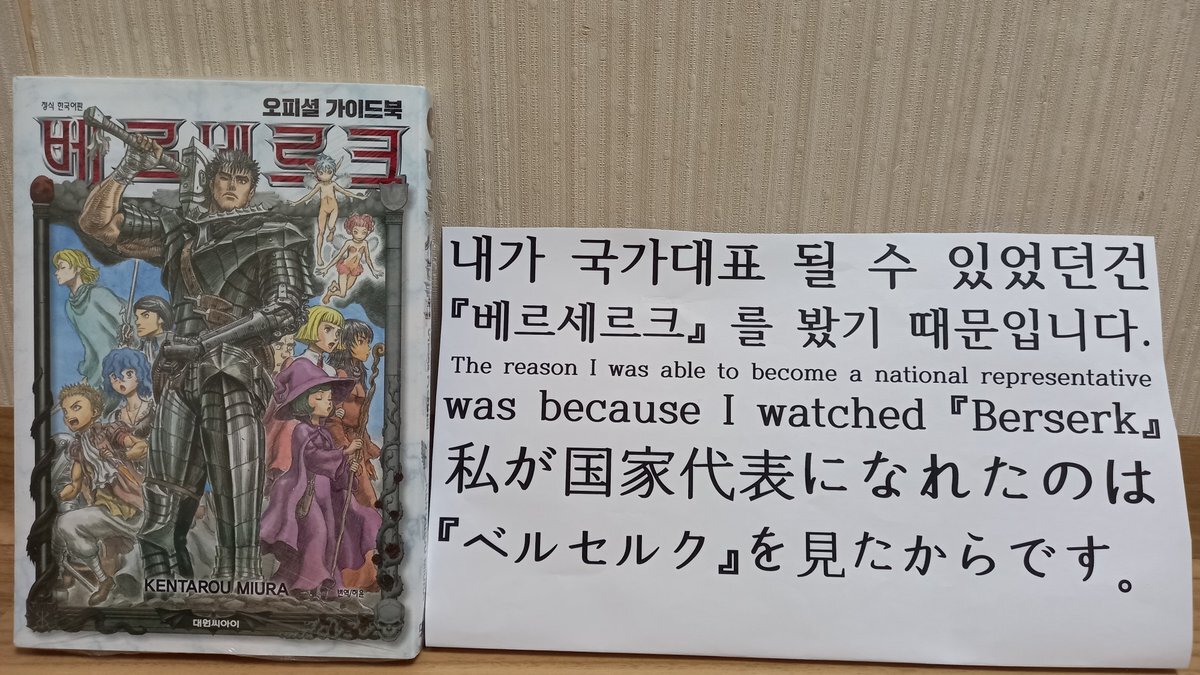 정식 한국어판
오피셜 가이드북
베르세르크
KENTAROU MIURA
번역/허윤
대원씨아이
내가 국가대표 될 수 있었던건
『베르세르크』를 봤기 때문입니다.
The reason I was able to become a national representative
was because I watched『Berserk』
私が国家代表になれたのは
『ベルセルク』を見たからです。